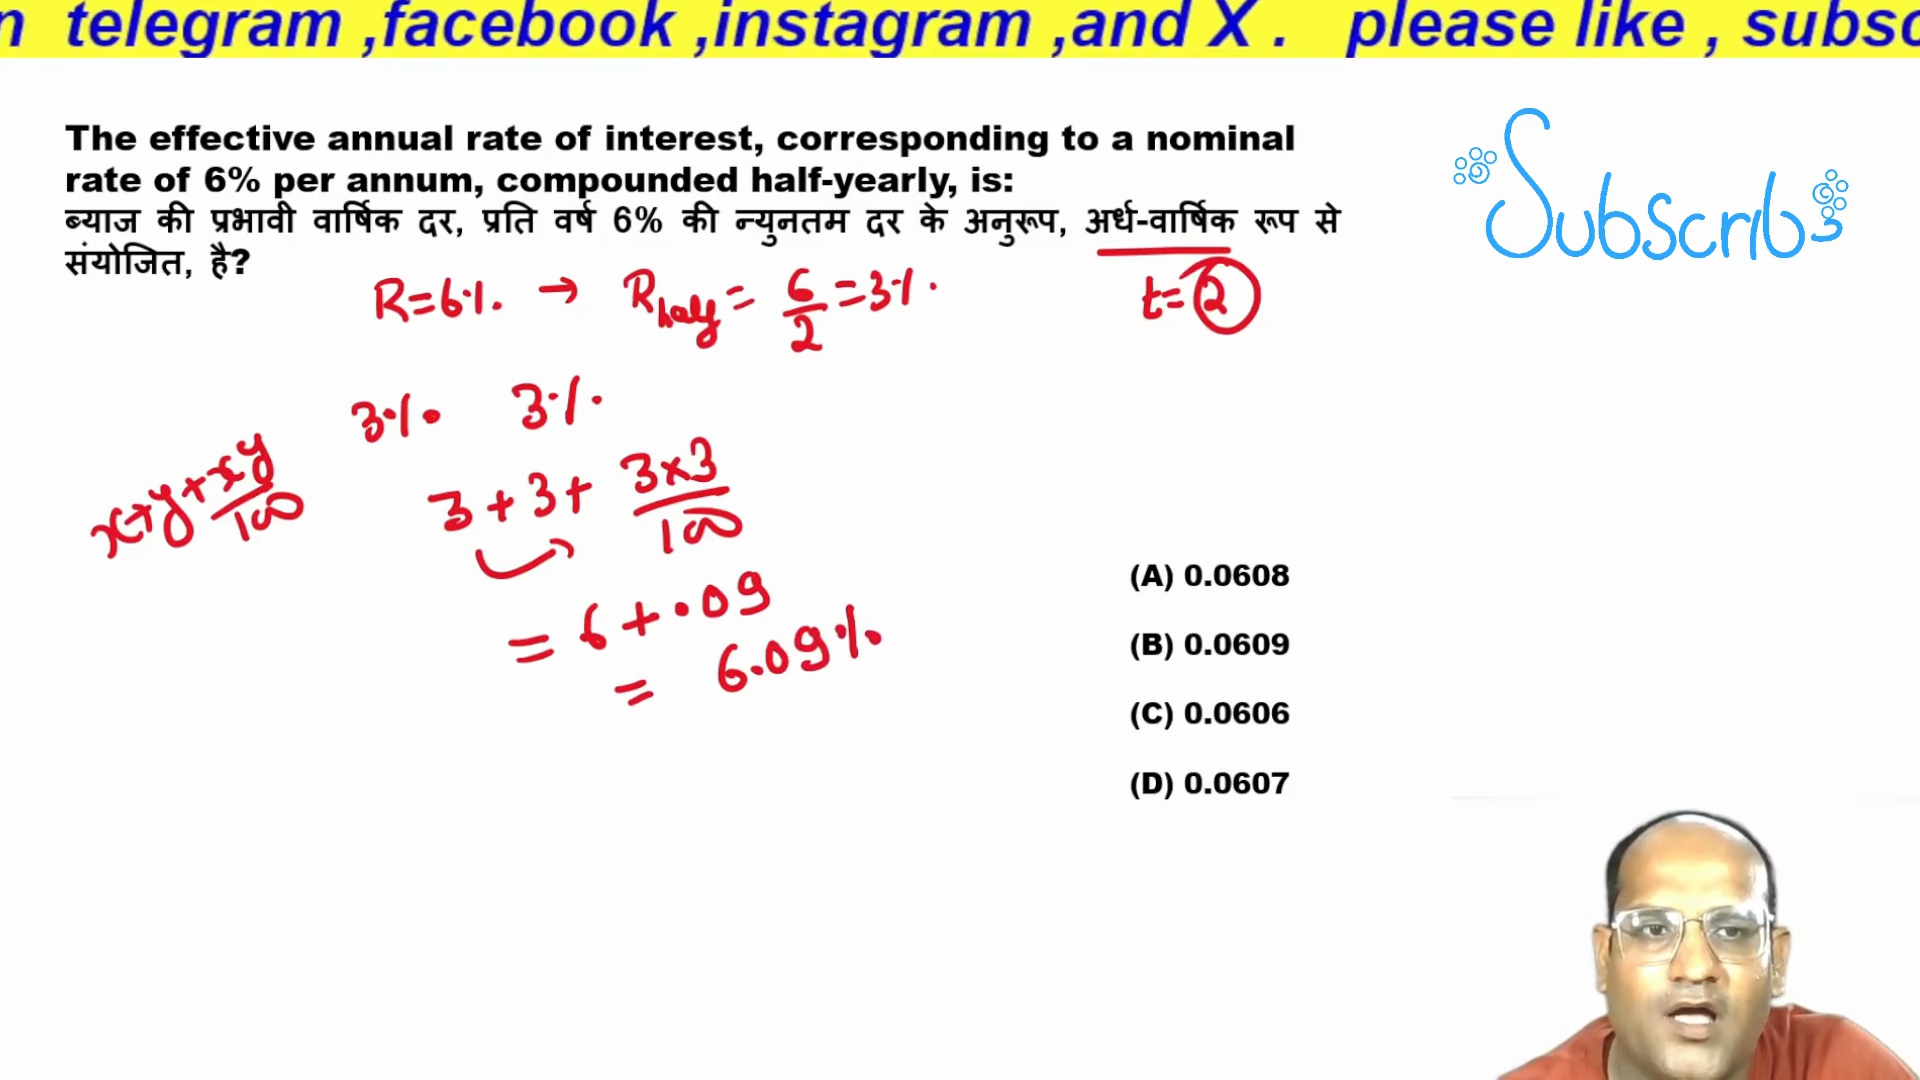 n telegram ,facebook ,instagram ,and X . please like , subsc
The effective annual rate of interest, corresponding to a nominal
rate of 6% per annum, compounded half-yearly, is:
ब्याज की प्रभावी वार्षिक दर, प्रति वर्ष 6% की न्युनतम दर के अनुरूप, अर्ध-वार्षिक रूप से
संयोजित, है?
Subscrib
R=6% → R half = 6/2 = 3%. t= 2
3% 3%
x+y+xy/100
3+3+ 3×3/100
= 6+.09
= 6.09%
(A) 0.0608
(B) 0.0609
(C) 0.0606
(D) 0.0607